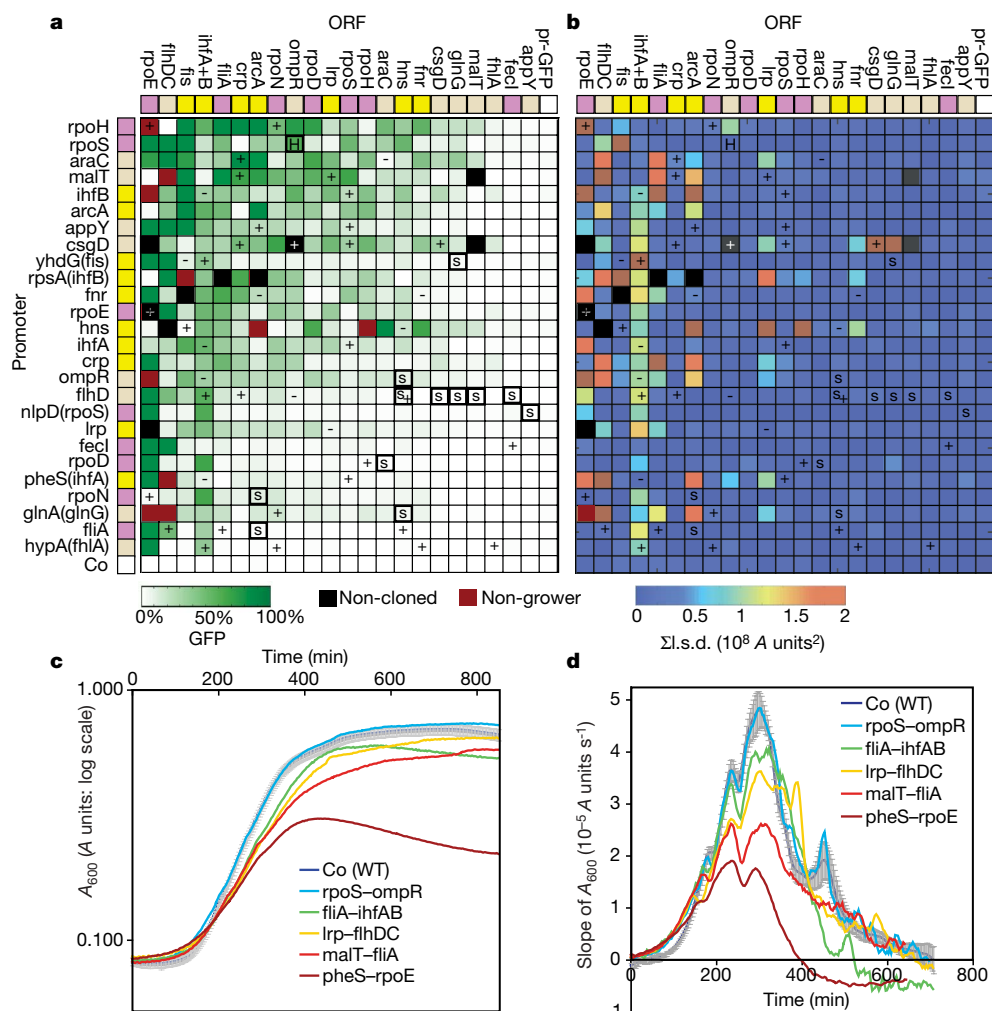 a
ORF
rpoE
flhDC
fis
ihfA+B
fliA
crp
arcA
rpoN
ompR
rpoD
lrp
rpoS
rpoH
araC
hns
fnr
csgD
glnG
malT
fhlA
fecI
appY
pr-GFP
Promoter
rpoH + +
rpoS H
araC + -
malT + +
ihfB - +
arcA
appY + +
csgD + + + +
yhdG(fis) - + s
rpsA(ihfB)
fnr - -
rpoE ÷
hns + -
ihfA - +
crp
ompR - s
flhD + + - s+ s s s s
nlpD(rpoS) s
lrp -
fecI +
rpoD + s
pheS(ihfA) - +
rpoN + s
glnA(glnG) + s
fliA + + s +
hypA(fhlA) + + + +
Co
0% 50% 100%
GFP
Non-cloned
Non-grower
b
ORF
rpoE
flhDC
fis
ihfA+B
fliA
crp
arcA
rpoN
ompR
rpoD
lrp
rpoS
rpoH
araC
hns
fnr
csgD
glnG
malT
fhlA
fecI
appY
pr-GFP
+ +
H
+ -
+ +
- +
+ +
+ + + +
- + s
- -
÷
+ -
- +
- s
+ + - s+ s s s s
s
-
+
+ s
- +
+ s
+ s
+ + s +
+ + + +
0 0.5 1 1.5 2
Σl.s.d. (10⁸ A units²)
c
Time (min)
0 200 400 600 800
1.000
0.100
A₆₀₀ (A units: log scale)
Co (WT)
rpoS–ompR
fliA–ihfAB
lrp–flhDC
malT–fliA
pheS–rpoE
d
5
4
3
2
1
0
1
Slope of A₆₀₀ (10⁻⁵ A units s⁻¹)
Co (WT)
rpoS–ompR
fliA–ihfAB
lrp–flhDC
malT–fliA
pheS–rpoE
0 200 400 600 800
Time (min)